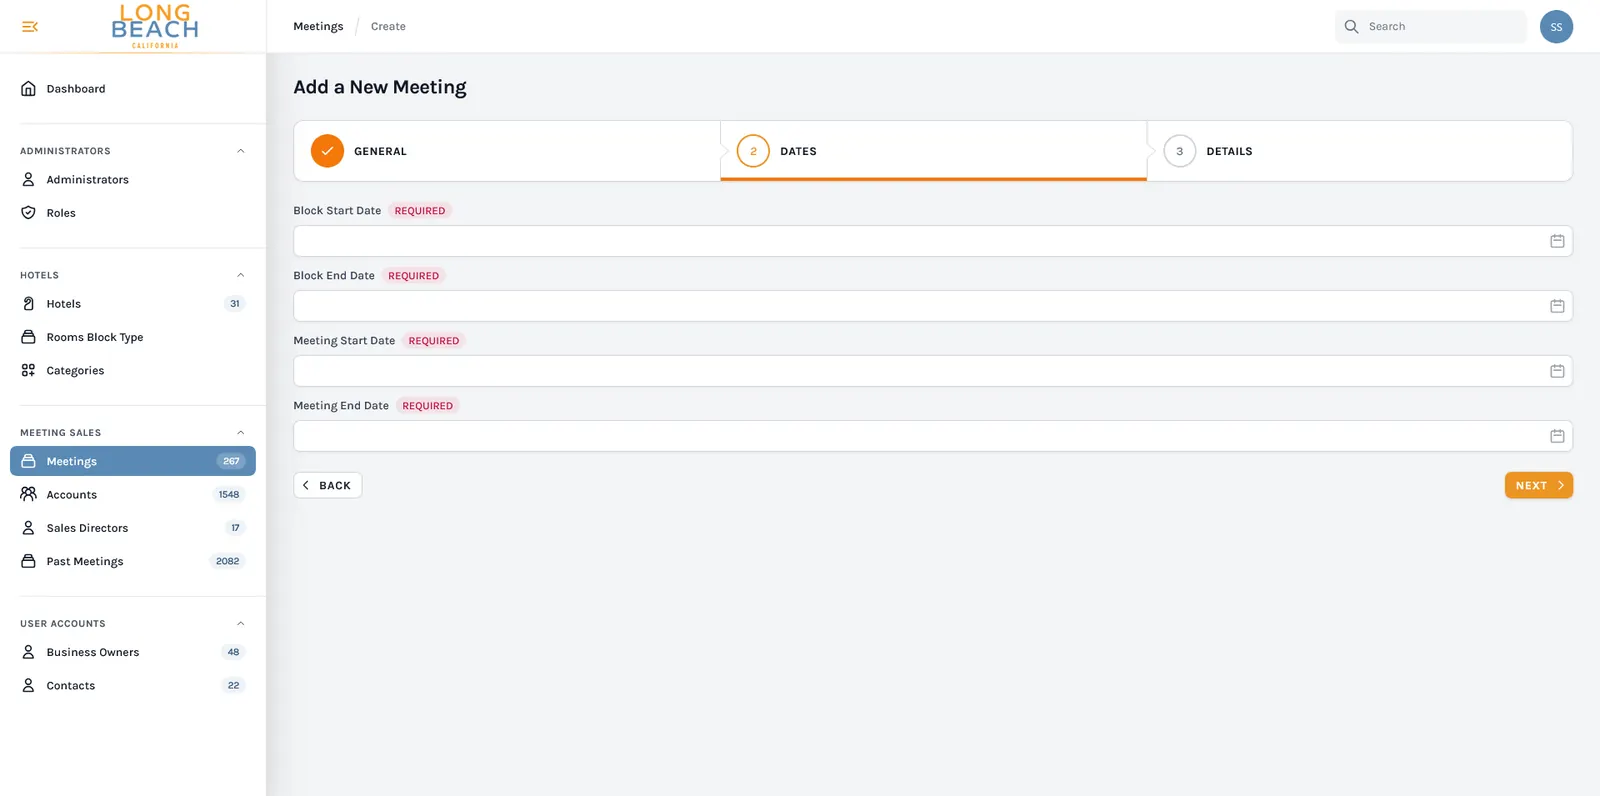 LONG
BEACH
CALIFORNIA
Meetings / Create
Search
SS
Dashboard
ADMINISTRATORS
Administrators
Roles
HOTELS
Hotels 31
Rooms Block Type
Categories
MEETING SALES
Meetings 267
Accounts 1548
Sales Directors 17
Past Meetings 2082
USER ACCOUNTS
Business Owners 48
Contacts 22
Add a New Meeting
GENERAL
2 DATES
3 DETAILS
Block Start Date REQUIRED
Block End Date REQUIRED
Meeting Start Date REQUIRED
Meeting End Date REQUIRED
BACK
NEXT